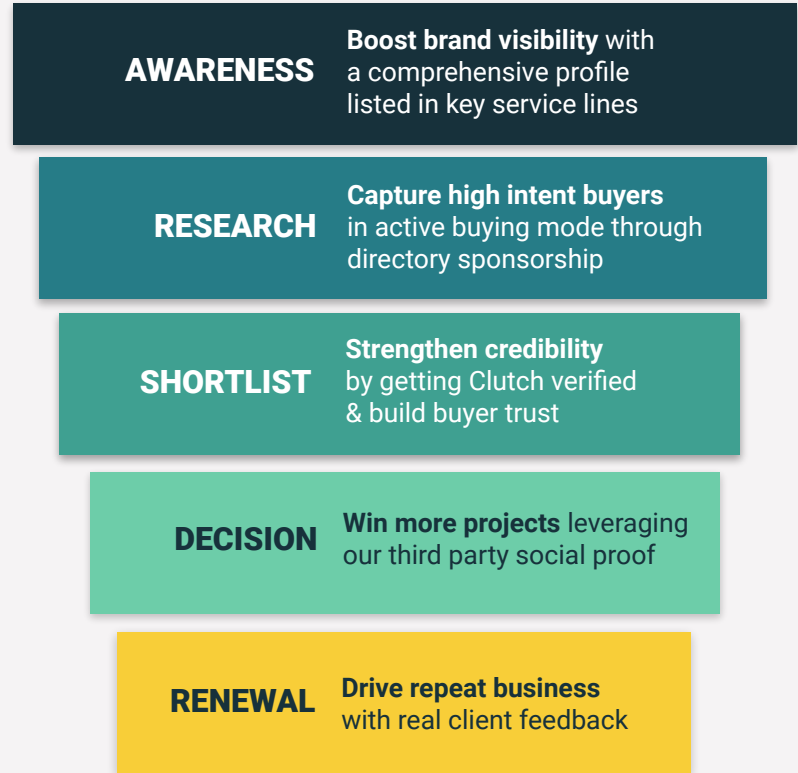 AWARENESS
Boost brand visibility with
a comprehensive profile
listed in key service lines
RESEARCH
Capture high intent buyers
in active buying mode through
directory sponsorship
SHORTLIST
Strengthen credibility
by getting Clutch verified
& build buyer trust
DECISION
Win more projects leveraging
our third party social proof
RENEWAL
Drive repeat business
with real client feedback